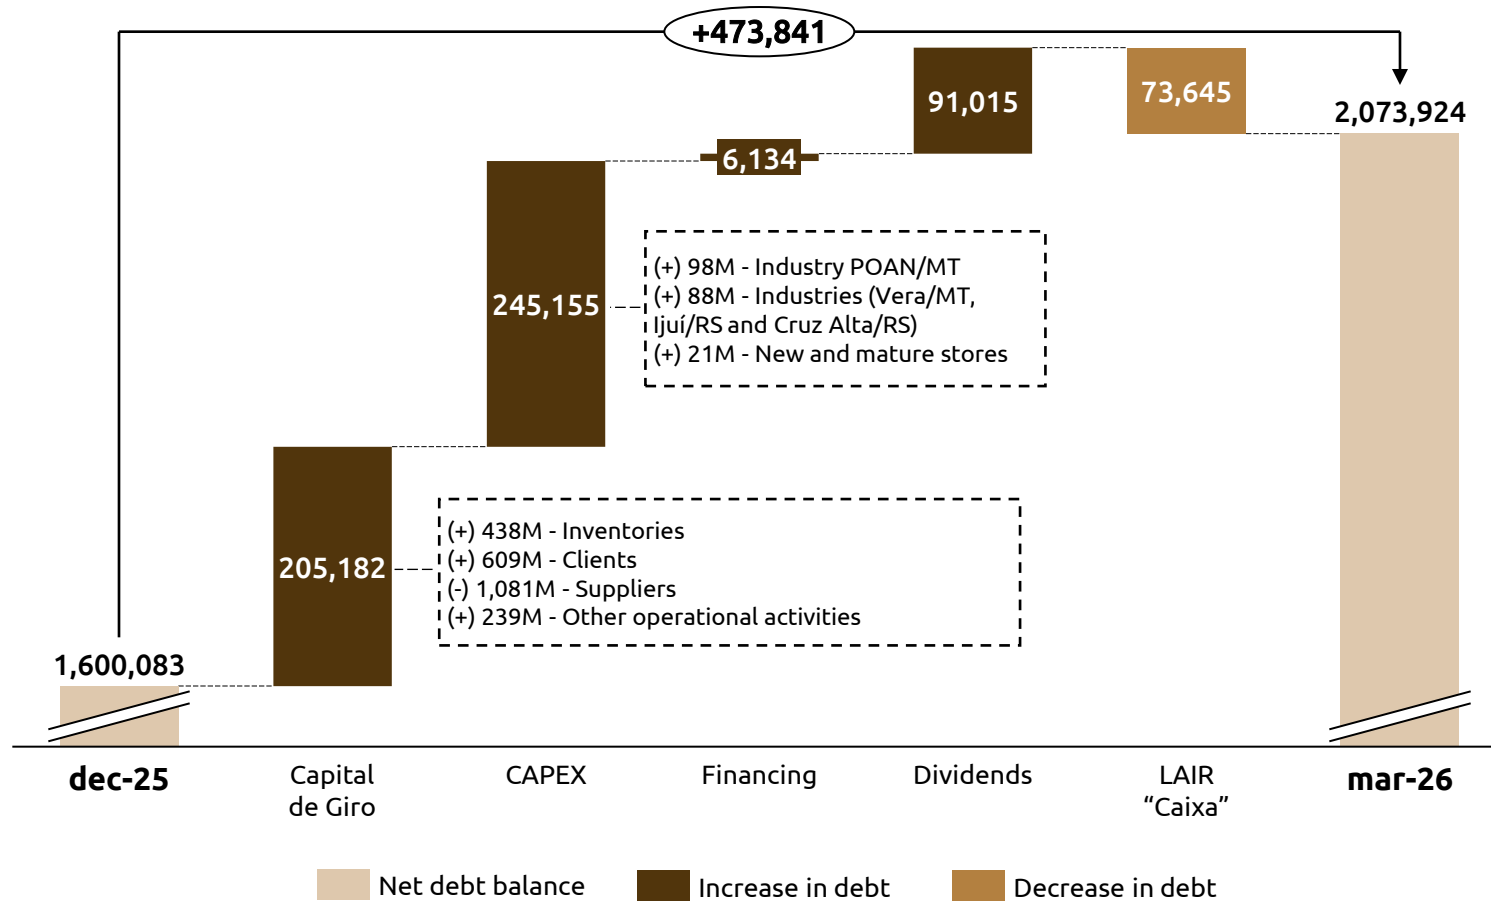 +473,841
91,015
73,645
2,073,924
6,134
245,155
(+) 98M - Industry POAN/MT
(+) 88M - Industries (Vera/MT,
Ijuí/RS and Cruz Alta/RS)
(+) 21M - New and mature stores
205,182
(+) 438M - Inventories
(+) 609M - Clients
(-) 1,081M - Suppliers
(+) 239M - Other operational activities
1,600,083
dec-25
Capital
de Giro
CAPEX
Financing
Dividends
LAIR
“Caixa”
mar-26
Net debt balance
Increase in debt
Decrease in debt